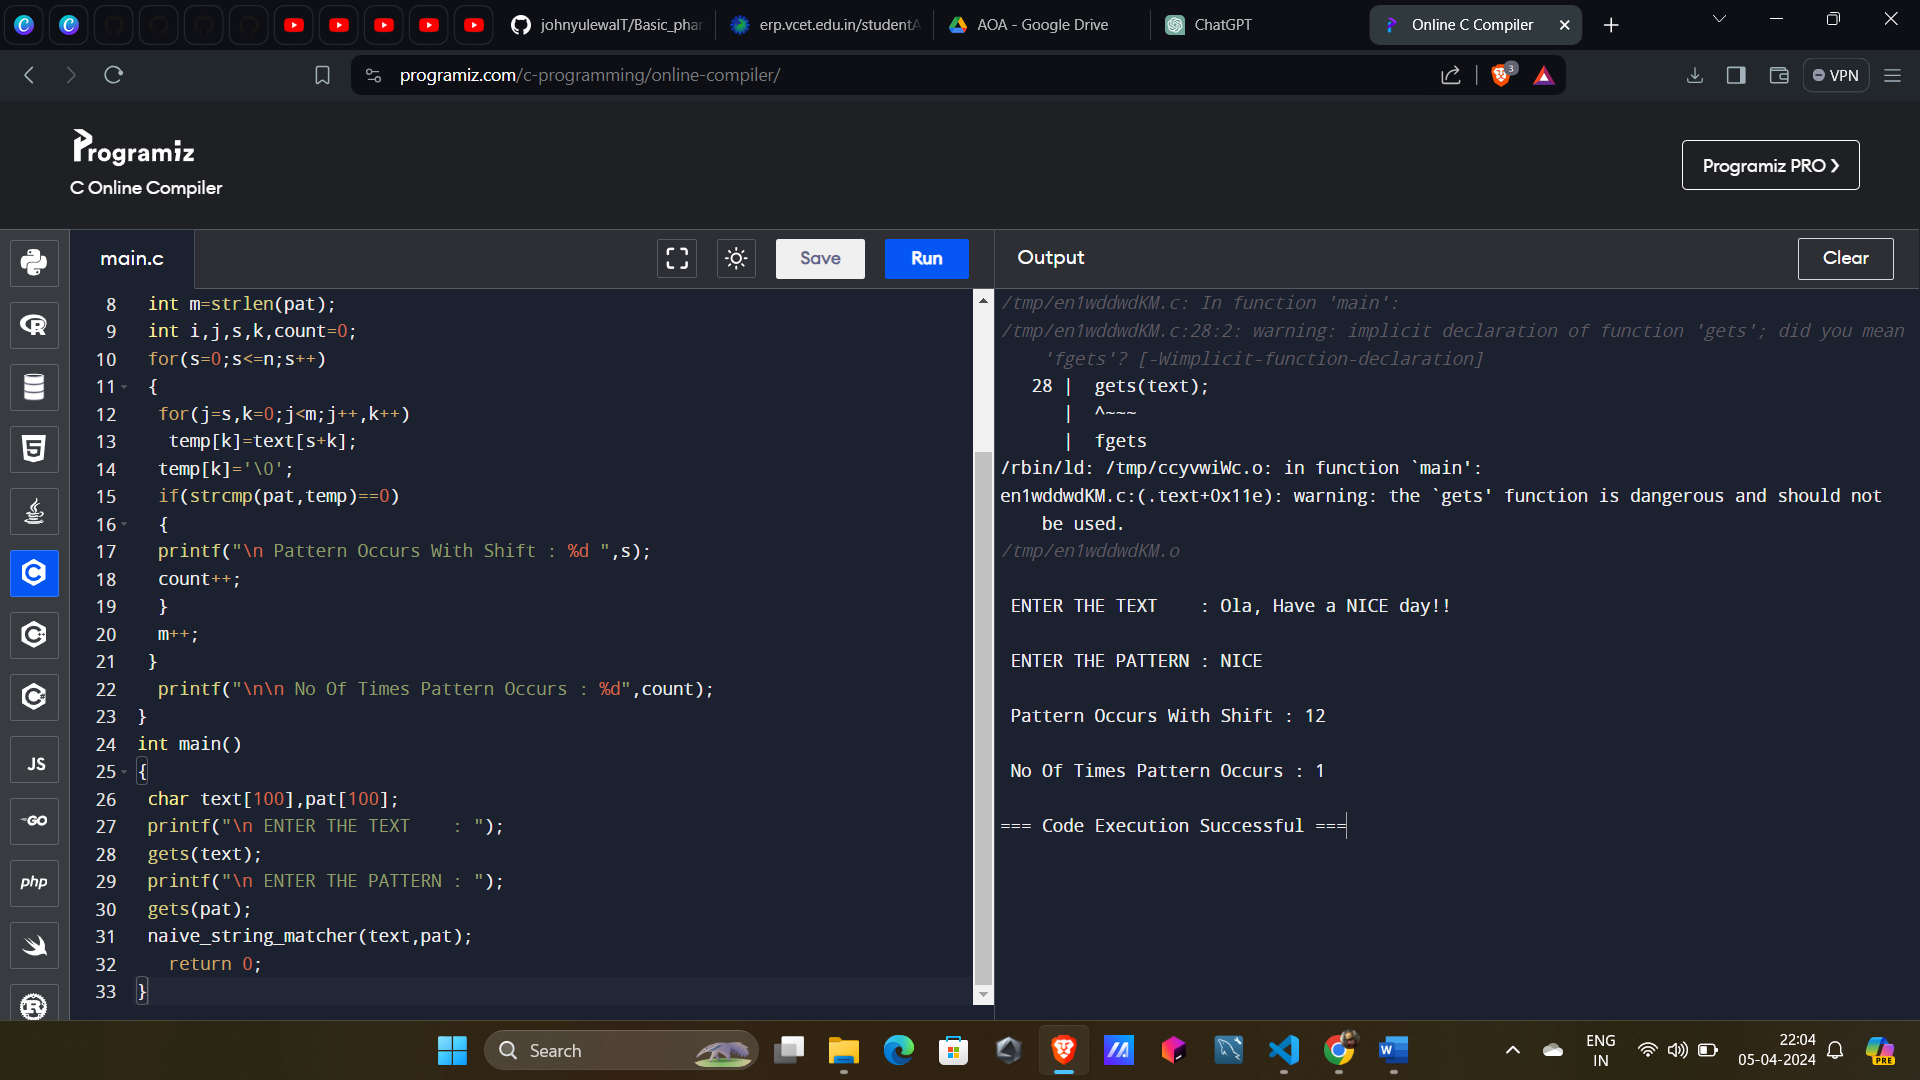 johnyulewalT/Basic_phar
erp.vcet.edu.in/studentA
AOA - Google Drive
ChatGPT
Online C Compiler
programiz.com/c-programming/online-compiler/
3
VPN
Programiz
C Online Compiler
Programiz PRO ❯
main.c
Save
Run
Output
Clear
8 int m=strlen(pat);
9 int i,j,s,k,count=0;
10 for(s=0;s<=n;s++)
11 {
12 for(j=s,k=0;j<m;j++,k++)
13 temp[k]=text[s+k];
14 temp[k]='\0';
15 if(strcmp(pat,temp)==0)
16 {
17 printf("\n Pattern Occurs With Shift : %d ",s);
18 count++;
19 }
20 m++;
21 }
22 printf("\n\n No Of Times Pattern Occurs : %d",count);
23 }
24 int main()
25 {
26 char text[100],pat[100];
27 printf("\n ENTER THE TEXT    : ");
28 gets(text);
29 printf("\n ENTER THE PATTERN : ");
30 gets(pat);
31 naive_string_matcher(text,pat);
32 return 0;
33 }
/tmp/en1wddwdKM.c: In function 'main':
/tmp/en1wddwdKM.c:28:2: warning: implicit declaration of function 'gets'; did you mean
'fgets'? [-Wimplicit-function-declaration]
28 |  gets(text);
|  ^~~~
|  fgets
/rbin/ld: /tmp/ccyvwiWc.o: in function `main':
en1wddwdKM.c:(.text+0x11e): warning: the `gets' function is dangerous and should not
be used.
/tmp/en1wddwdKM.o
ENTER THE TEXT    : Ola, Have a NICE day!!
ENTER THE PATTERN : NICE
Pattern Occurs With Shift : 12
No Of Times Pattern Occurs : 1
=== Code Execution Successful ===
JS
GO
php
Search
ENG
IN
22:04
05-04-2024
PRE